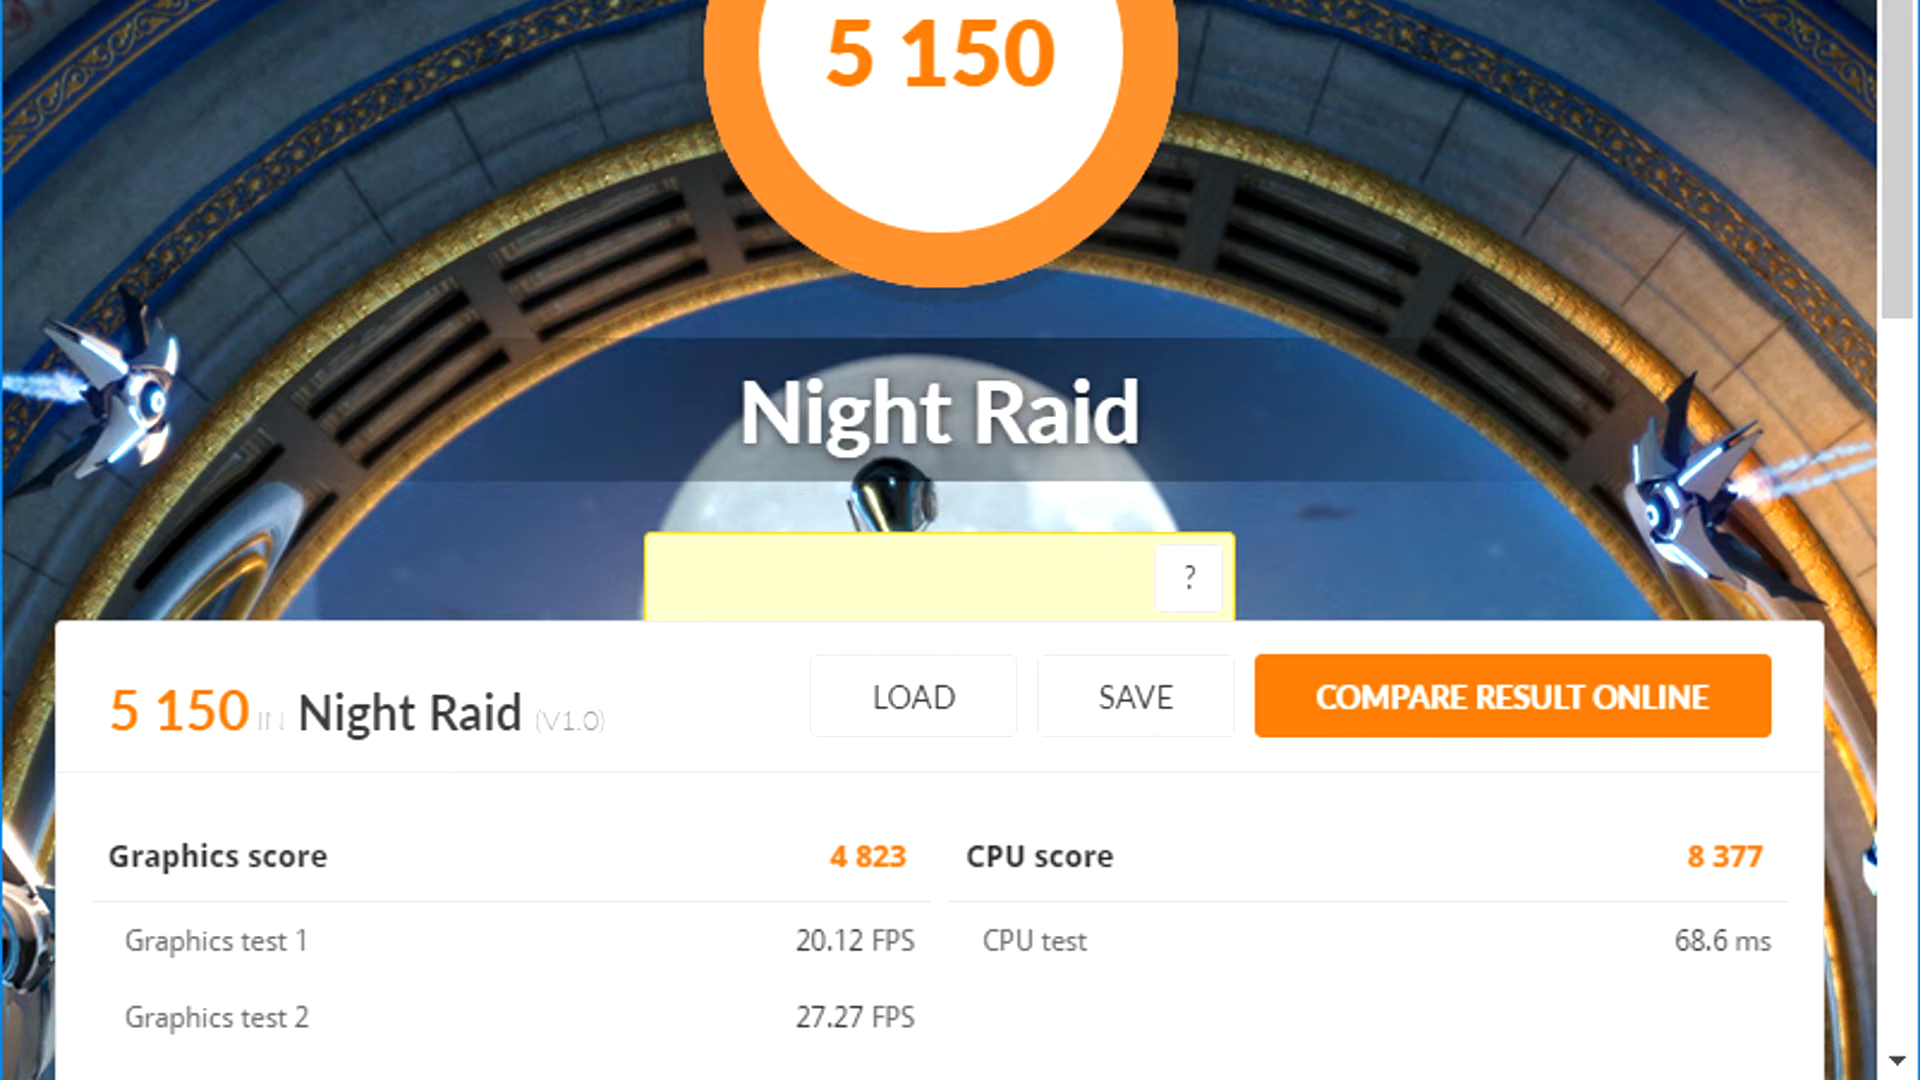 5 150
Night Raid
?
5 150 IN Night Raid (V1.0)
LOAD
SAVE
COMPARE RESULT ONLINE
Graphics score 4 823
CPU score 8 377
Graphics test 1 20.12 FPS
CPU test 68.6 ms
Graphics test 2 27.27 FPS